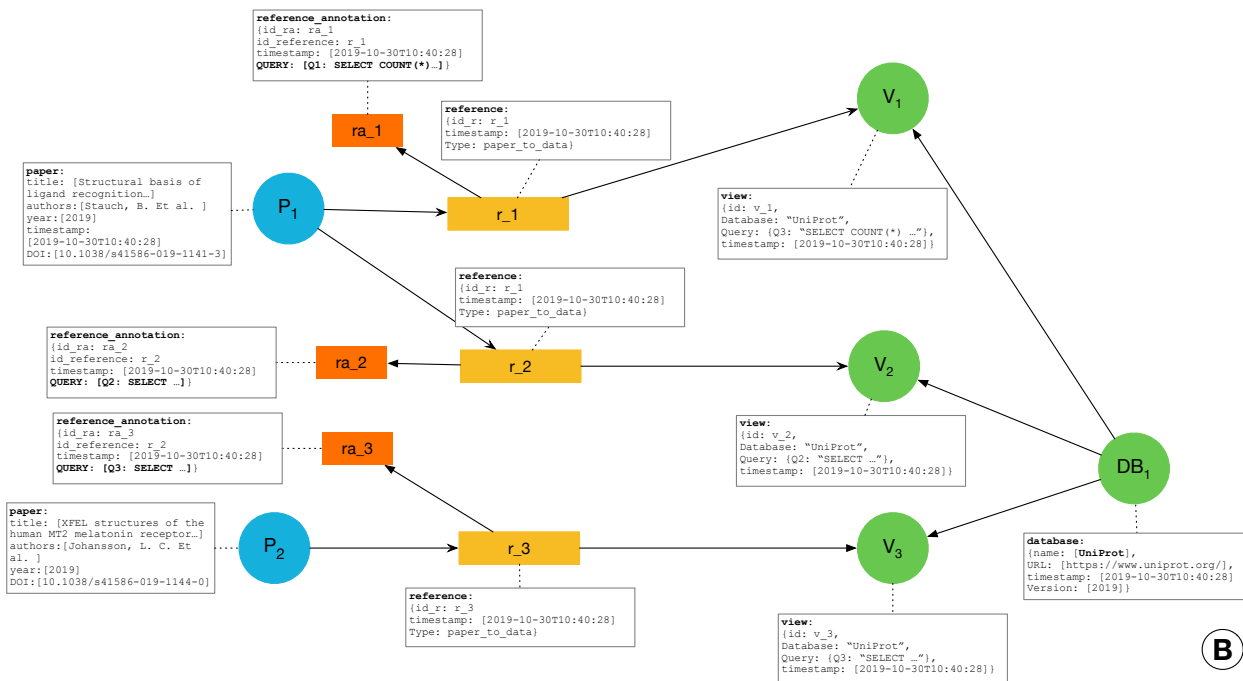 reference_annotation:
{id_ra: ra_1
id_reference: r_1
timestamp: [2019-10-30T10:40:28]
QUERY: [Q1: SELECT COUNT(*)…]}
ra_1
reference:
{id_r: r_1
timestamp: [2019-10-30T10:40:28]
Type: paper_to_data}
V1
paper:
title: [Structural basis of
ligand recognition…]
authors:[Stauch, B. Et al. ]
year:[2019]
timestamp:
[2019-10-30T10:40:28]
DOI:[10.1038/s41586-019-1141-3]
P1
r_1
view:
{id: v_1,
Database: “UniProt”,
Query: {Q3: “SELECT COUNT(*) …”},
timestamp: [2019-10-30T10:40:28]}
reference:
{id_r: r_1
timestamp: [2019-10-30T10:40:28]
Type: paper_to_data}
reference_annotation:
{id_ra: ra_2
id_reference: r_2
timestamp: [2019-10-30T10:40:28]
QUERY: [Q2: SELECT …]}
ra_2
r_2
V2
reference_annotation:
{id_ra: ra_3
id_reference: r_2
timestamp: [2019-10-30T10:40:28]
QUERY: [Q3: SELECT …]}
ra_3
view:
{id: v_2,
Database: “UniProt”,
Query: {Q2: “SELECT …”},
timestamp: [2019-10-30T10:40:28]}
DB1
paper:
title: [XFEL structures of the
human MT2 melatonin receptor…]
authors:[Johansson, L. C. Et
al. ]
year:[2019]
DOI:[10.1038/s41586-019-1144-0]
P2
r_3
V3
database:
{name: [UniProt],
URL: [https://www.uniprot.org/],
timestamp: [2019-10-30T10:40:28]
Version: [2019]}
reference:
{id_r: r_3
timestamp: [2019-10-30T10:40:28]
Type: paper_to_data}
view:
{id: v_3,
Database: “UniProt”,
Query: {Q3: “SELECT …”},
timestamp: [2019-10-30T10:40:28]}
B